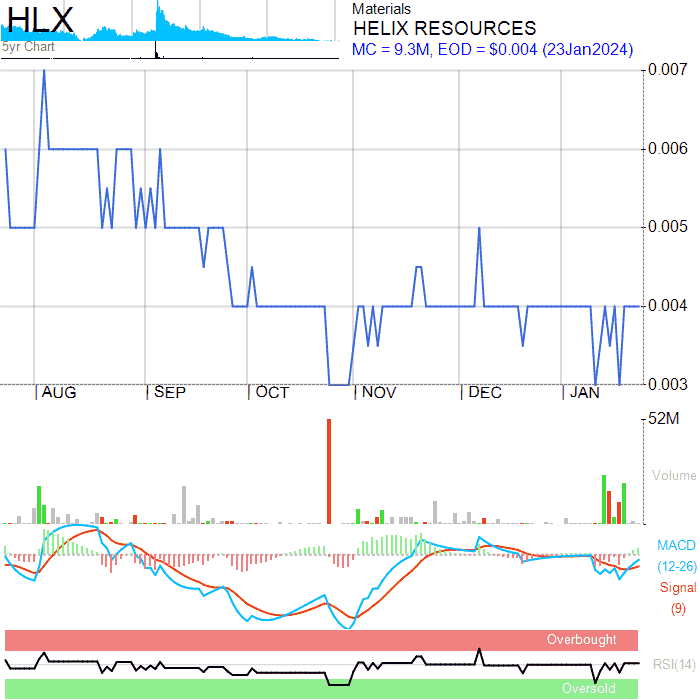 HLX
5yr Chart
Materials
HELIX RESOURCES
MC = 9.3M, EOD = $0.004 (23Jan2024)
0.007
0.006
0.005
0.004
0.003
AUG SEP OCT NOV DEC JAN
52M
Volume
MACD
(12-26)
Signal
(9)
Overbought
RSI(14)
Oversold